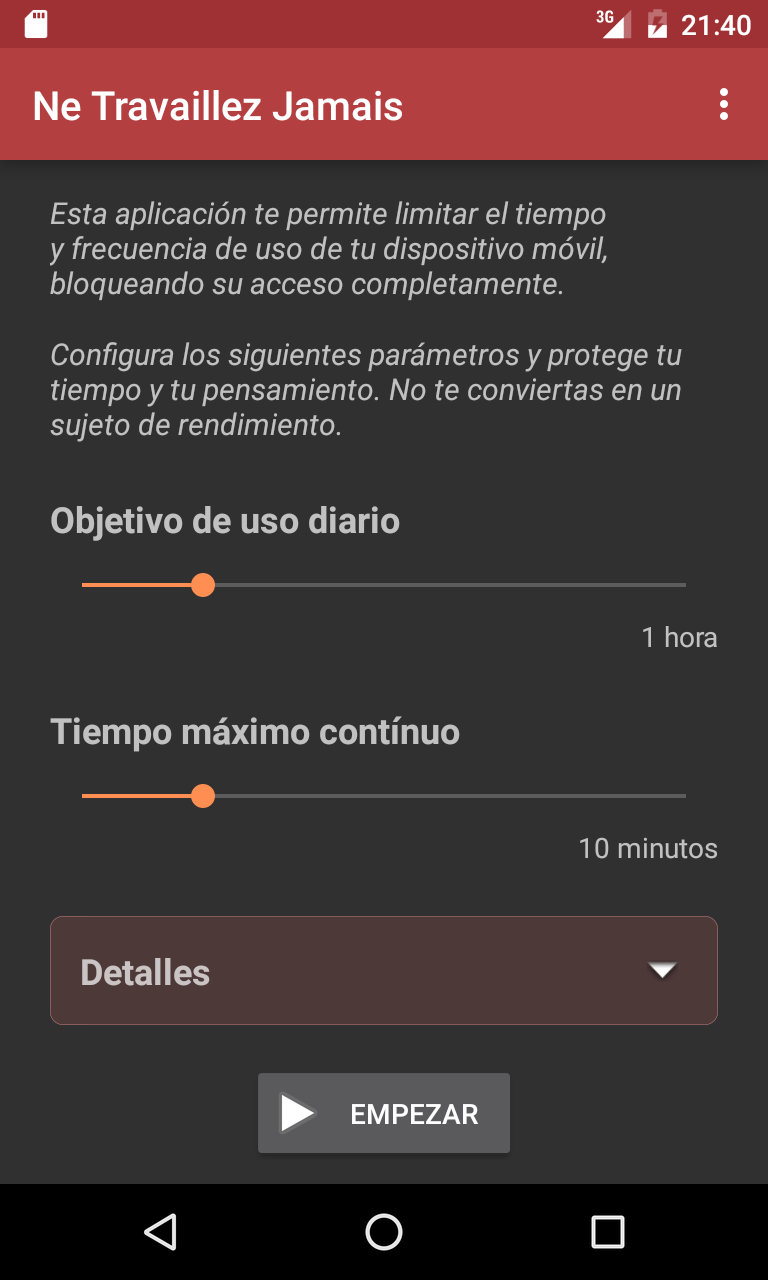 3G 21:40
Ne Travaillez Jamais
Esta aplicación te permite limitar el tiempo
y frecuencia de uso de tu dispositivo móvil,
bloqueando su acceso completamente.
Configura los siguientes parámetros y protege tu
tiempo y tu pensamiento. No te conviertas en un
sujeto de rendimiento.
Objetivo de uso diario
1 hora
Tiempo máximo contínuo
10 minutos
Detalles
EMPEZAR